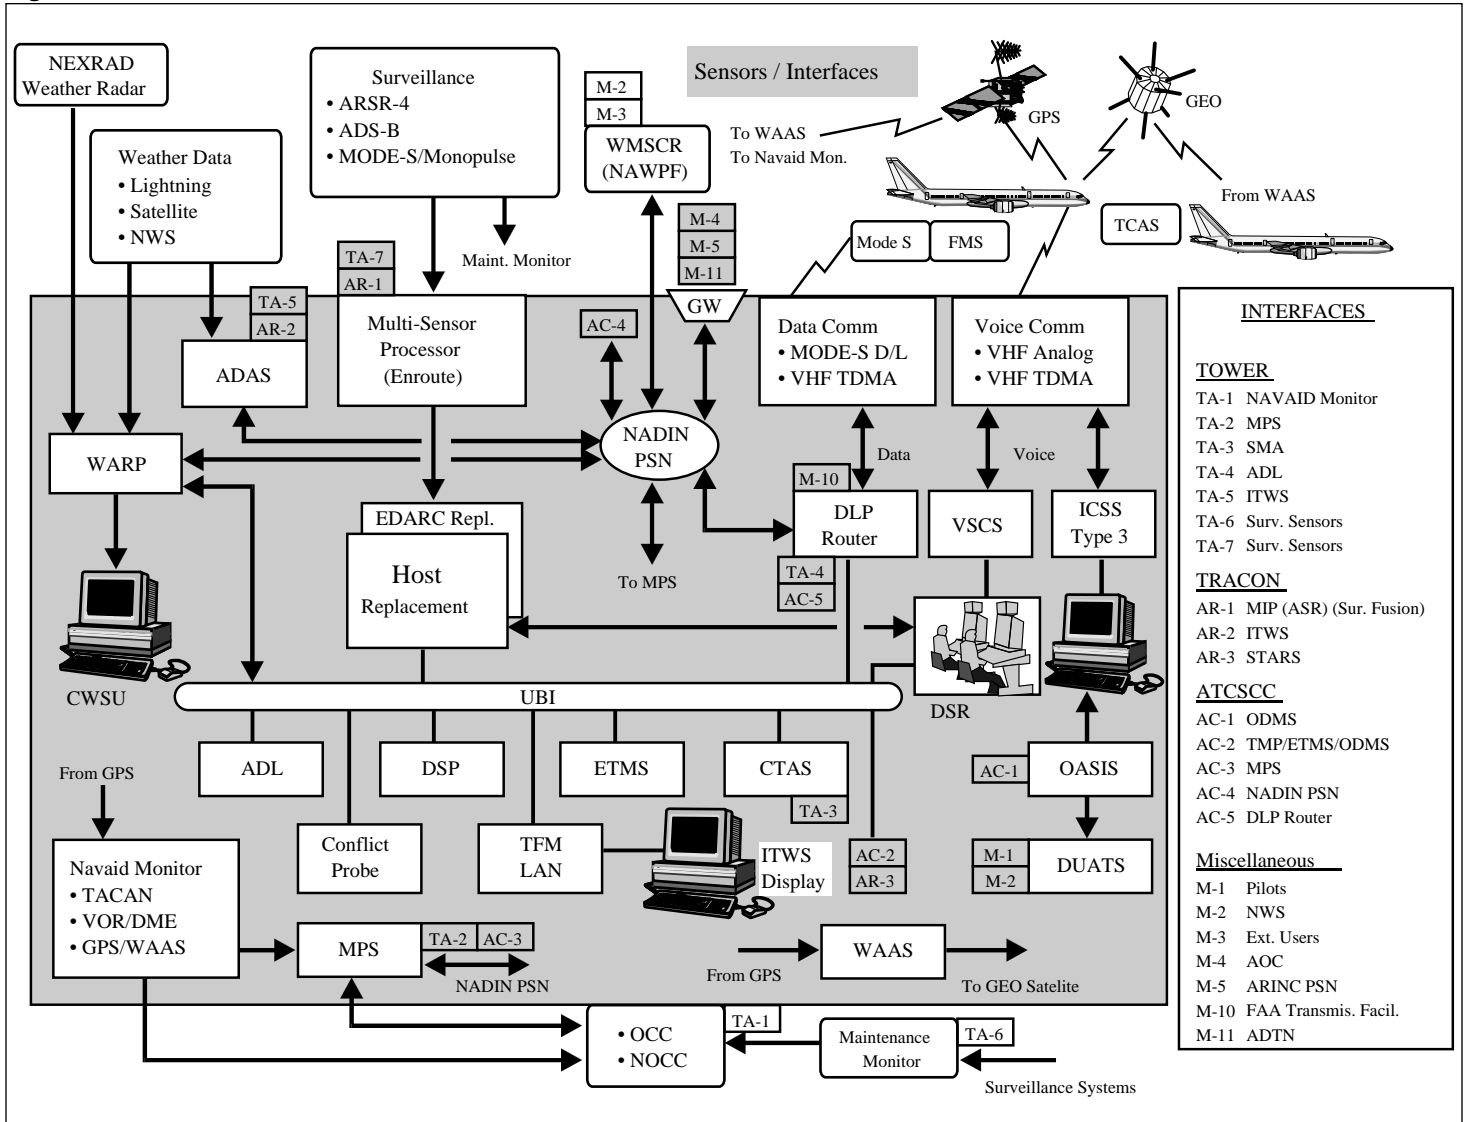 NEXRAD
Weather Radar
Surveillance
• ARSR-4
• ADS-B
• MODE-S/Monopulse
Weather Data
• Lightning
• Satellite
• NWS
M-2
M-3
WMSCR
(NAWPF)
Sensors / Interfaces
GPS
GEO
To WAAS
To Navaid Mon.
From WAAS
Mode S
FMS
TCAS
Maint. Monitor
M-4
M-5
M-11
GW
TA-7
AR-1
TA-5
AR-2
ADAS
Multi-Sensor
Processor
(Enroute)
AC-4
Data Comm
• MODE-S D/L
• VHF TDMA
Voice Comm
• VHF Analog
• VHF TDMA
NADIN
PSN
WARP
Data
Voice
M-10
DLP
Router
TA-4
AC-5
VSCS
ICSS
Type 3
EDARC Repl.
Host
Replacement
To MPS
CWSU
UBI
DSR
ADL
DSP
ETMS
CTAS
TA-3
AC-1
OASIS
From GPS
Conflict
Probe
TFM
LAN
ITWS
Display
AC-2
AR-3
M-1
M-2
DUATS
Navaid Monitor
• TACAN
• VOR/DME
• GPS/WAAS
MPS
TA-2
AC-3
NADIN PSN
From GPS
WAAS
To GEO Satelite
• OCC
• NOCC
TA-1
Maintenance
Monitor
TA-6
Surveillance Systems
INTERFACES
TOWER
TA-1 NAVAID Monitor
TA-2 MPS
TA-3 SMA
TA-4 ADL
TA-5 ITWS
TA-6 Surv. Sensors
TA-7 Surv. Sensors
TRACON
AR-1 MIP (ASR) (Sur. Fusion)
AR-2 ITWS
AR-3 STARS
ATCSCC
AC-1 ODMS
AC-2 TMP/ETMS/ODMS
AC-3 MPS
AC-4 NADIN PSN
AC-5 DLP Router
Miscellaneous
M-1 Pilots
M-2 NWS
M-3 Ext. Users
M-4 AOC
M-5 ARINC PSN
M-10 FAA Transmis. Facil.
M-11 ADTN